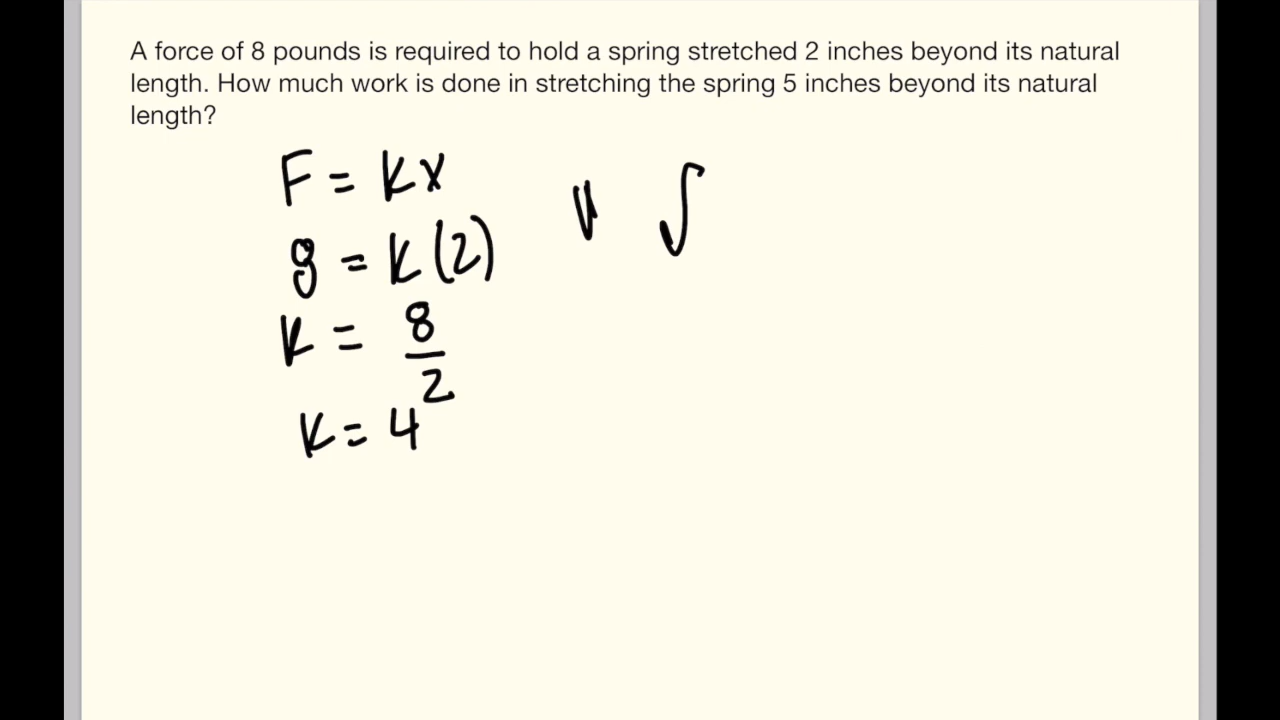 A force of 8 pounds is required to hold a spring stretched 2 inches beyond its natural
length. How much work is done in stretching the spring 5 inches beyond its natural
length?
F = kx
8 = k(2)
∫
k = 8/2
k = 4